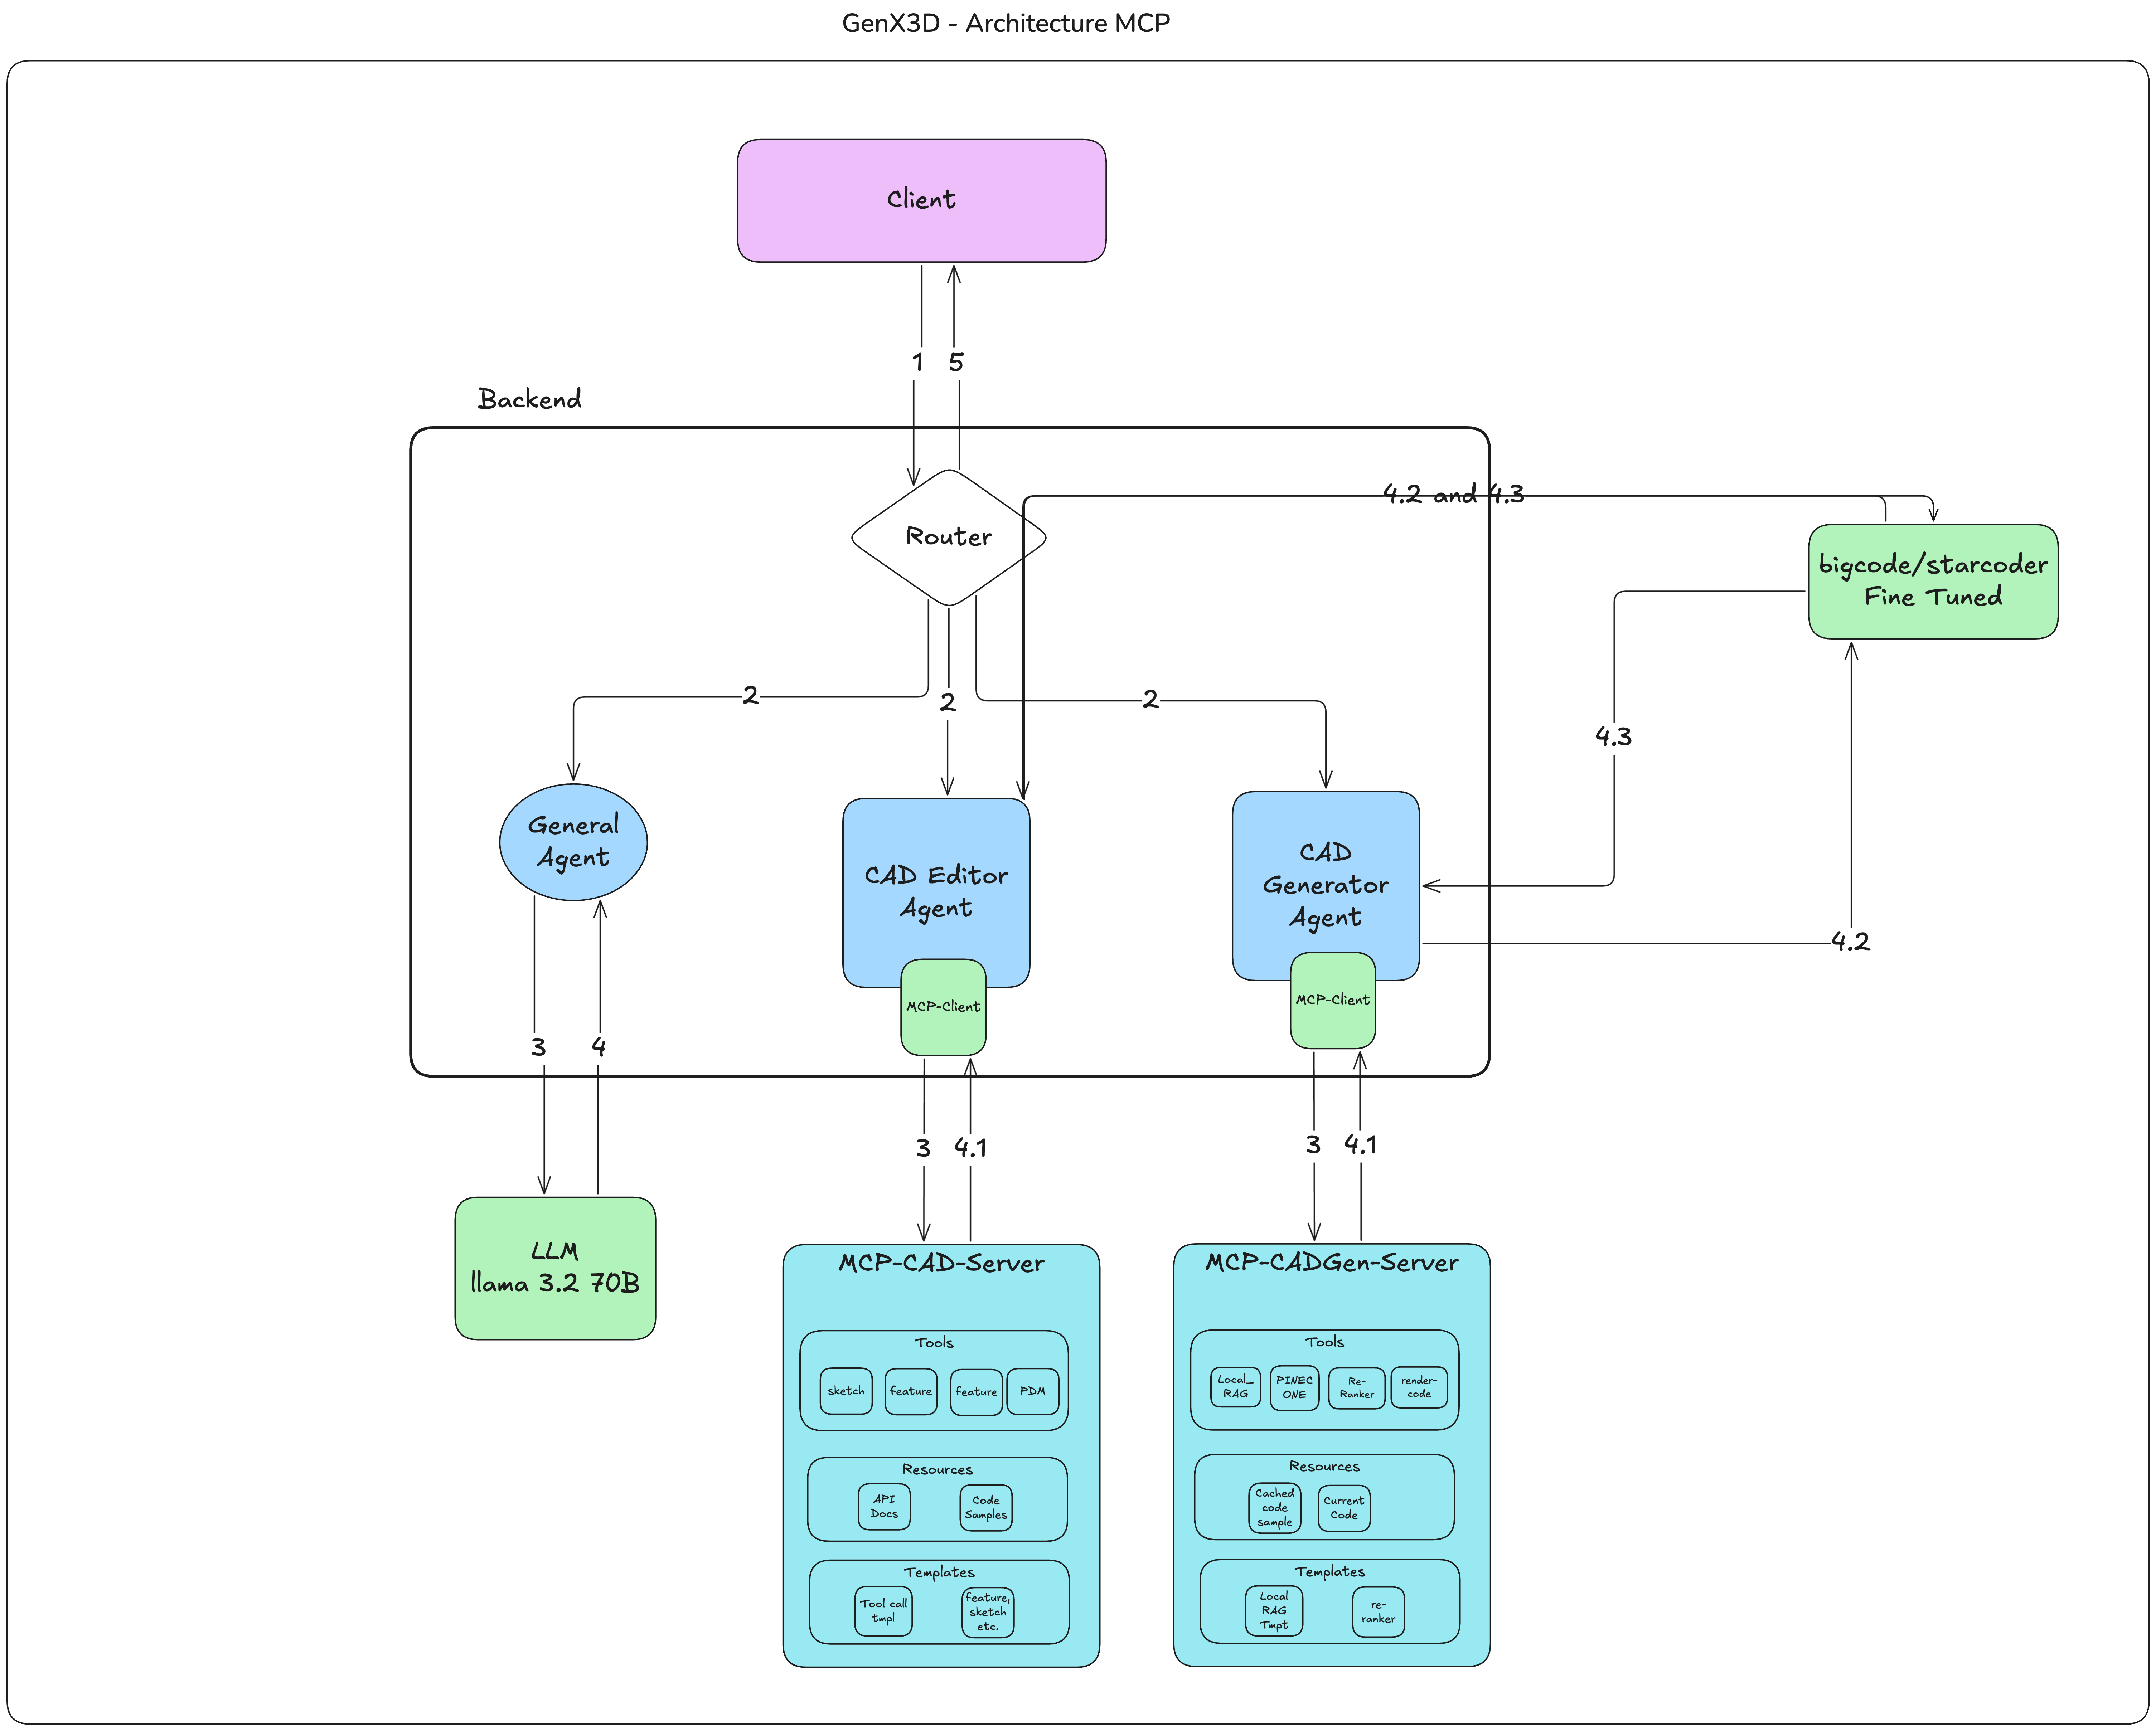 GenX3D - Architecture MCP
Client
1
5
Backend
4.2 and 4.3
Router
bigcode/starcoder
Fine Tuned
2
2
2
4.3
General
Agent
CAD Editor
Agent
CAD
Generator
Agent
4.2
MCP-Client
MCP-Client
3
4
3
4.1
3
4.1
LLM
llama 3.2 70B
MCP-CAD-Server
Tools
sketch
feature
feature
PDM
Resources
API
Docs
Code
Samples
Templates
Tool call
tmpl
feature,
sketch
etc.
MCP-CADGen-Server
Tools
Local_
RAG
PINEC
ONE
Re-
Ranker
render-
code
Resources
Cached
code
sample
Current
Code
Templates
Local
RAG
Tmpt
re-
ranker